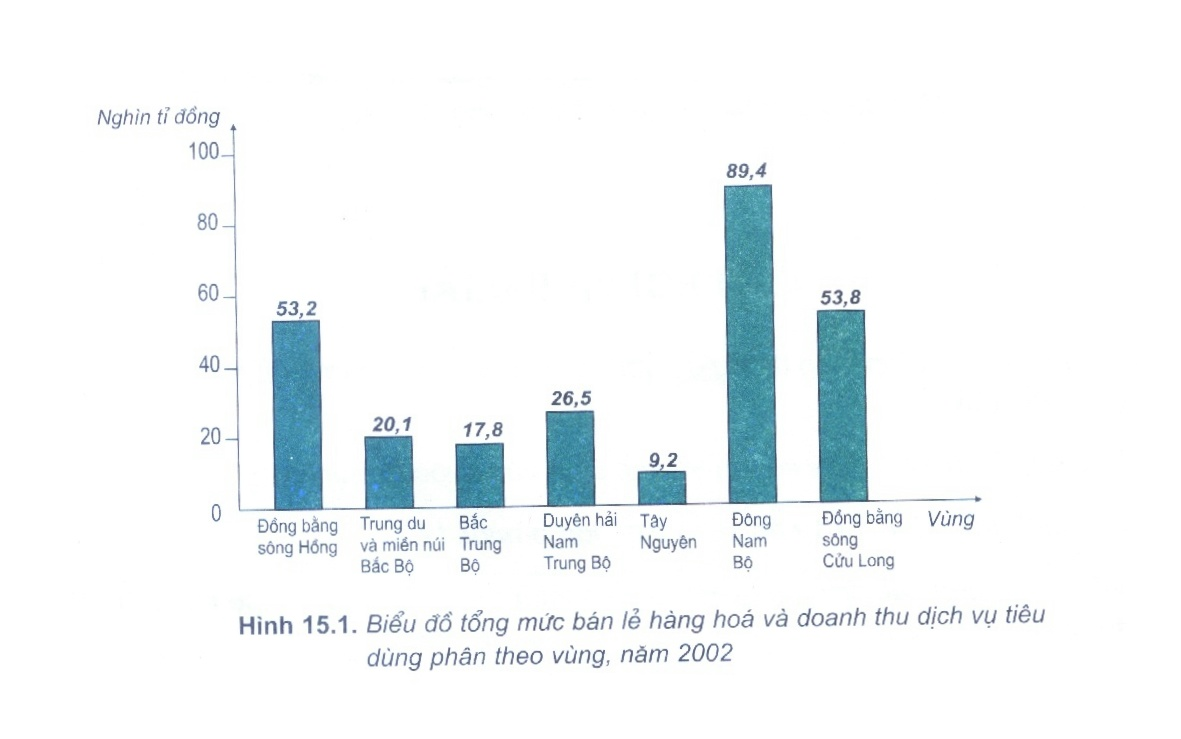 Nghìn tỉ đồng
100
80
60
40
20
0
53,2
20,1
17,8
26,5
9,2
89,4
53,8
Đồng bằng
sông Hồng
Trung du
và miền núi
Bắc Bộ
Bắc
Trung
Bộ
Duyên hải
Nam
Trung Bộ
Tây
Nguyên
Đông
Nam
Bộ
Đồng bằng
sông
Cửu Long
Vùng
Hình 15.1. Biểu đồ tổng mức bán lẻ hàng hoá và doanh thu dịch vụ tiêu
dùng phân theo vùng, năm 2002